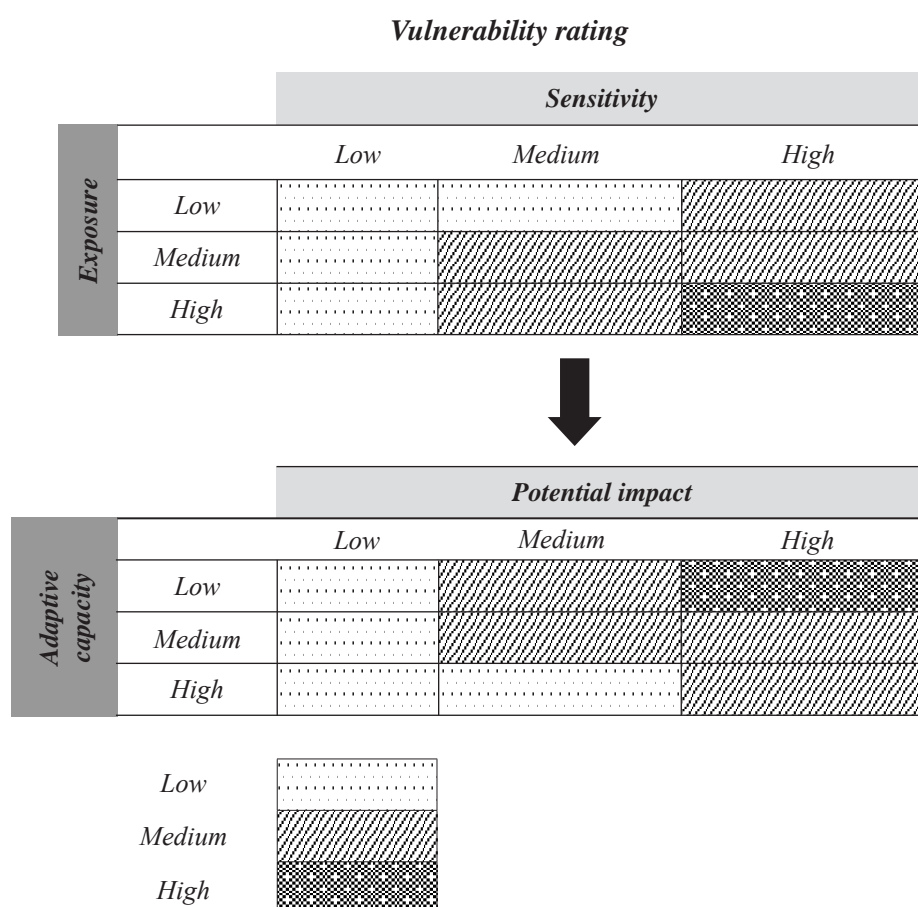 Vulnerability rating
Sensitivity
Low Medium High
Exposure
Low
Medium
High
Potential impact
Low Medium High
Adaptive
capacity
Low
Medium
High
Low
Medium
High